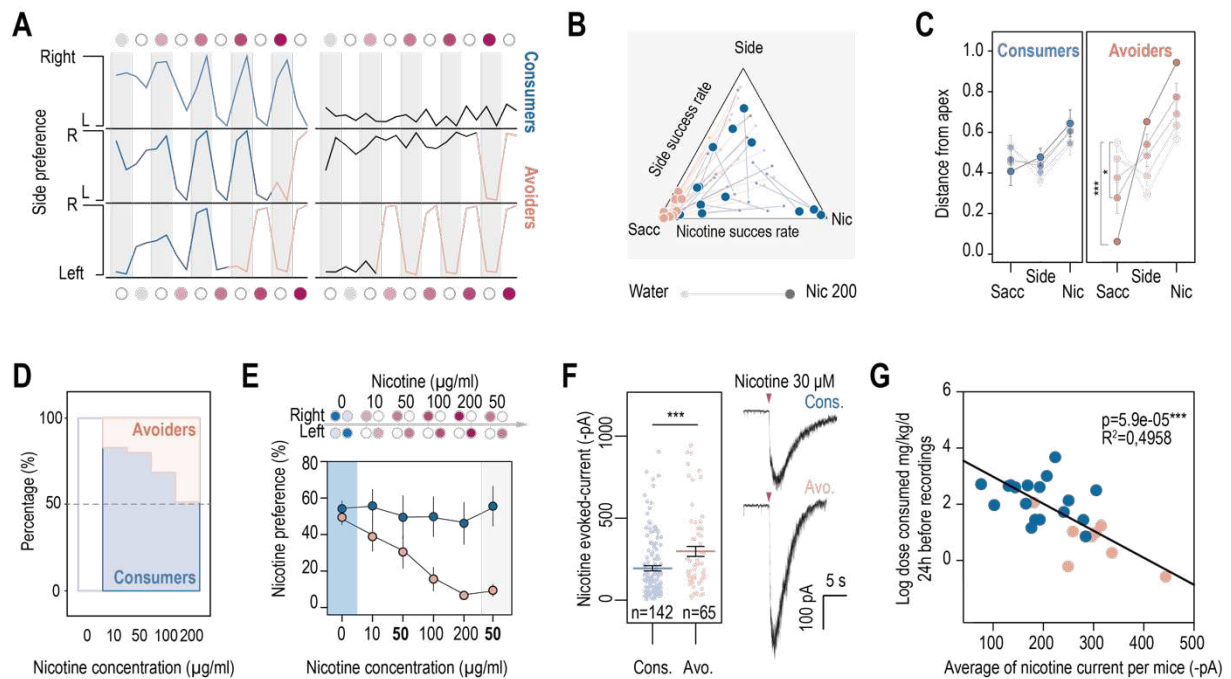 A
Right
L
R
L
R
Left
Side preference
Consumers
Avoiders
B
Side
Side success rate
Sacc
Nic
Nicotine succes rate
Water
Nic 200
C
Consumers
Avoiders
Distance from apex
1.0
0.8
0.6
0.4
0.2
0.0
***
*
Side
Side
Sacc
Nic
Sacc
Nic
D
Percentage (%)
100
50
0
Avoiders
Consumers
0 10 50 100 200
Nicotine concentration (µg/ml)
E
Nicotine (µg/ml)
0 10 50 100 200 50
Right
Left
Nicotine preference (%)
80
60
40
20
0
0 10 50 100 200 50
Nicotine concentration (µg/ml)
F
Nicotine evoked-current (-pA)
1000
500
0
***
n=142 n=65
Cons. Avo.
Nicotine 30 µM
Cons.
Avo.
100 pA
5 s
G
Log dose consumed mg/kg/d
24h before recordings
6
4
2
0
p=5.9e-05***
R²=0,4958
100 200 300 400 500
Average of nicotine current per mice (-pA)